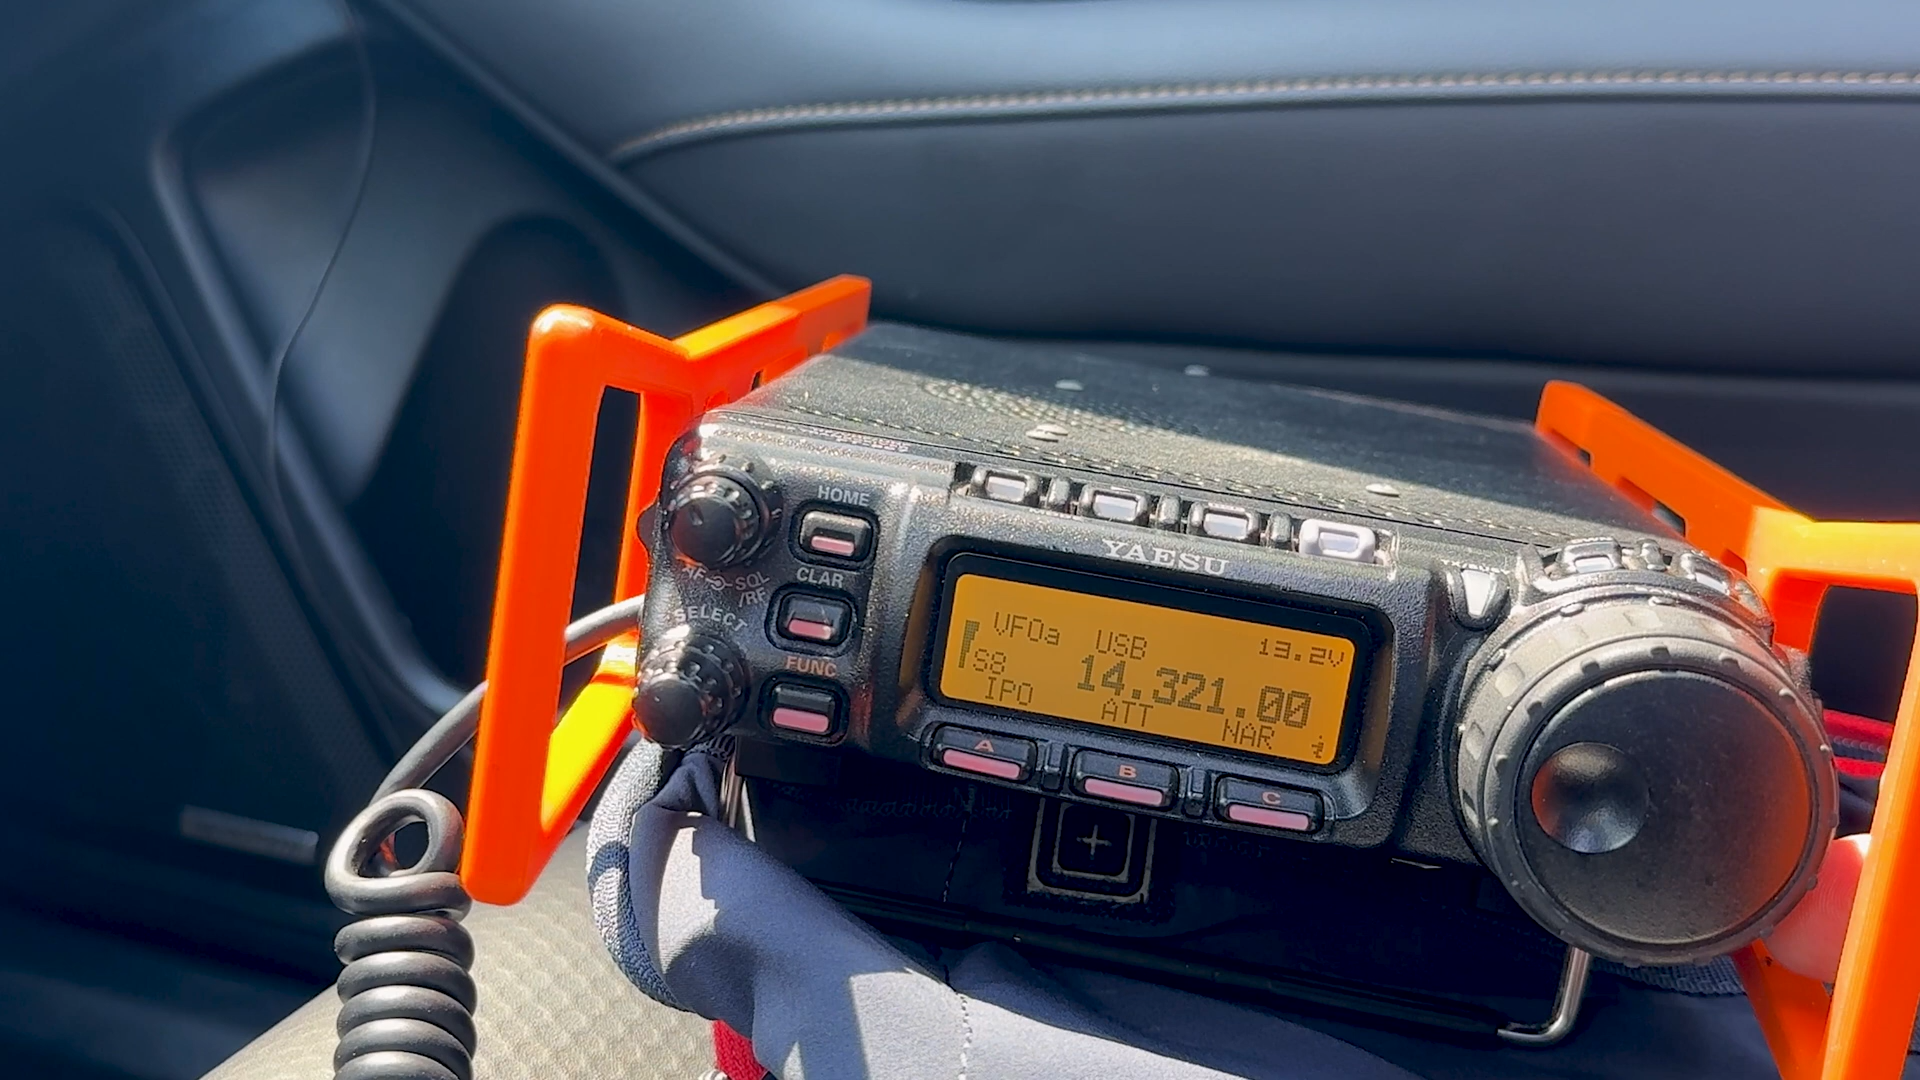 HOME
CLAR
AF SQL
/RF
SELECT
FUNC
YAESU
VFOa USB 13.2V
S8 14.321.00
IPO ATT NAR
A B C